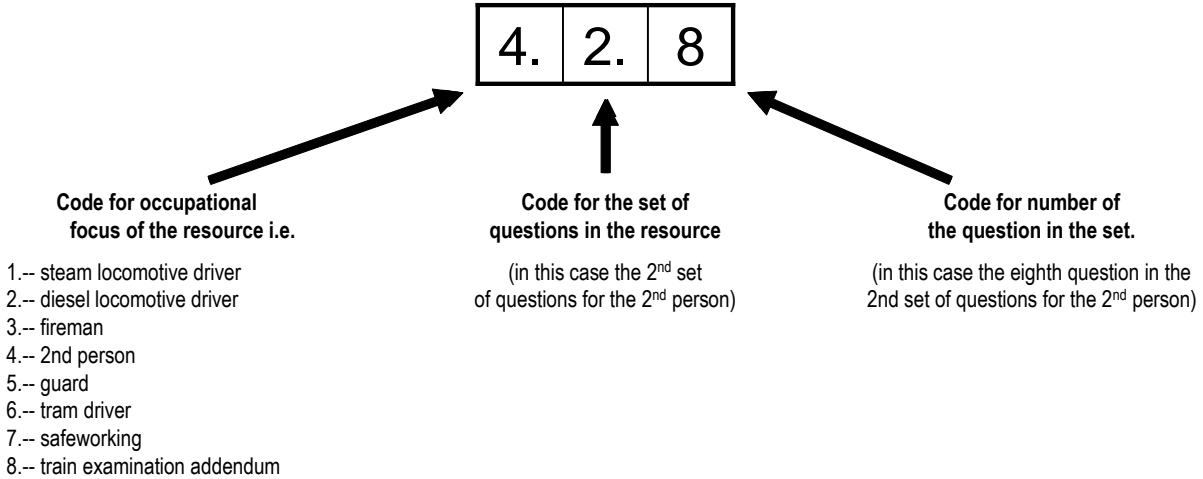 4. 2. 8
Code for occupational
focus of the resource i.e.
1.-- steam locomotive driver
2.-- diesel locomotive driver
3.-- fireman
4.-- 2nd person
5.-- guard
6.-- tram driver
7.-- safeworking
8.-- train examination addendum
Code for the set of
questions in the resource
(in this case the 2nd set
of questions for the 2nd person)
Code for number of
the question in the set.
(in this case the eighth question in the
2nd set of questions for the 2nd person)